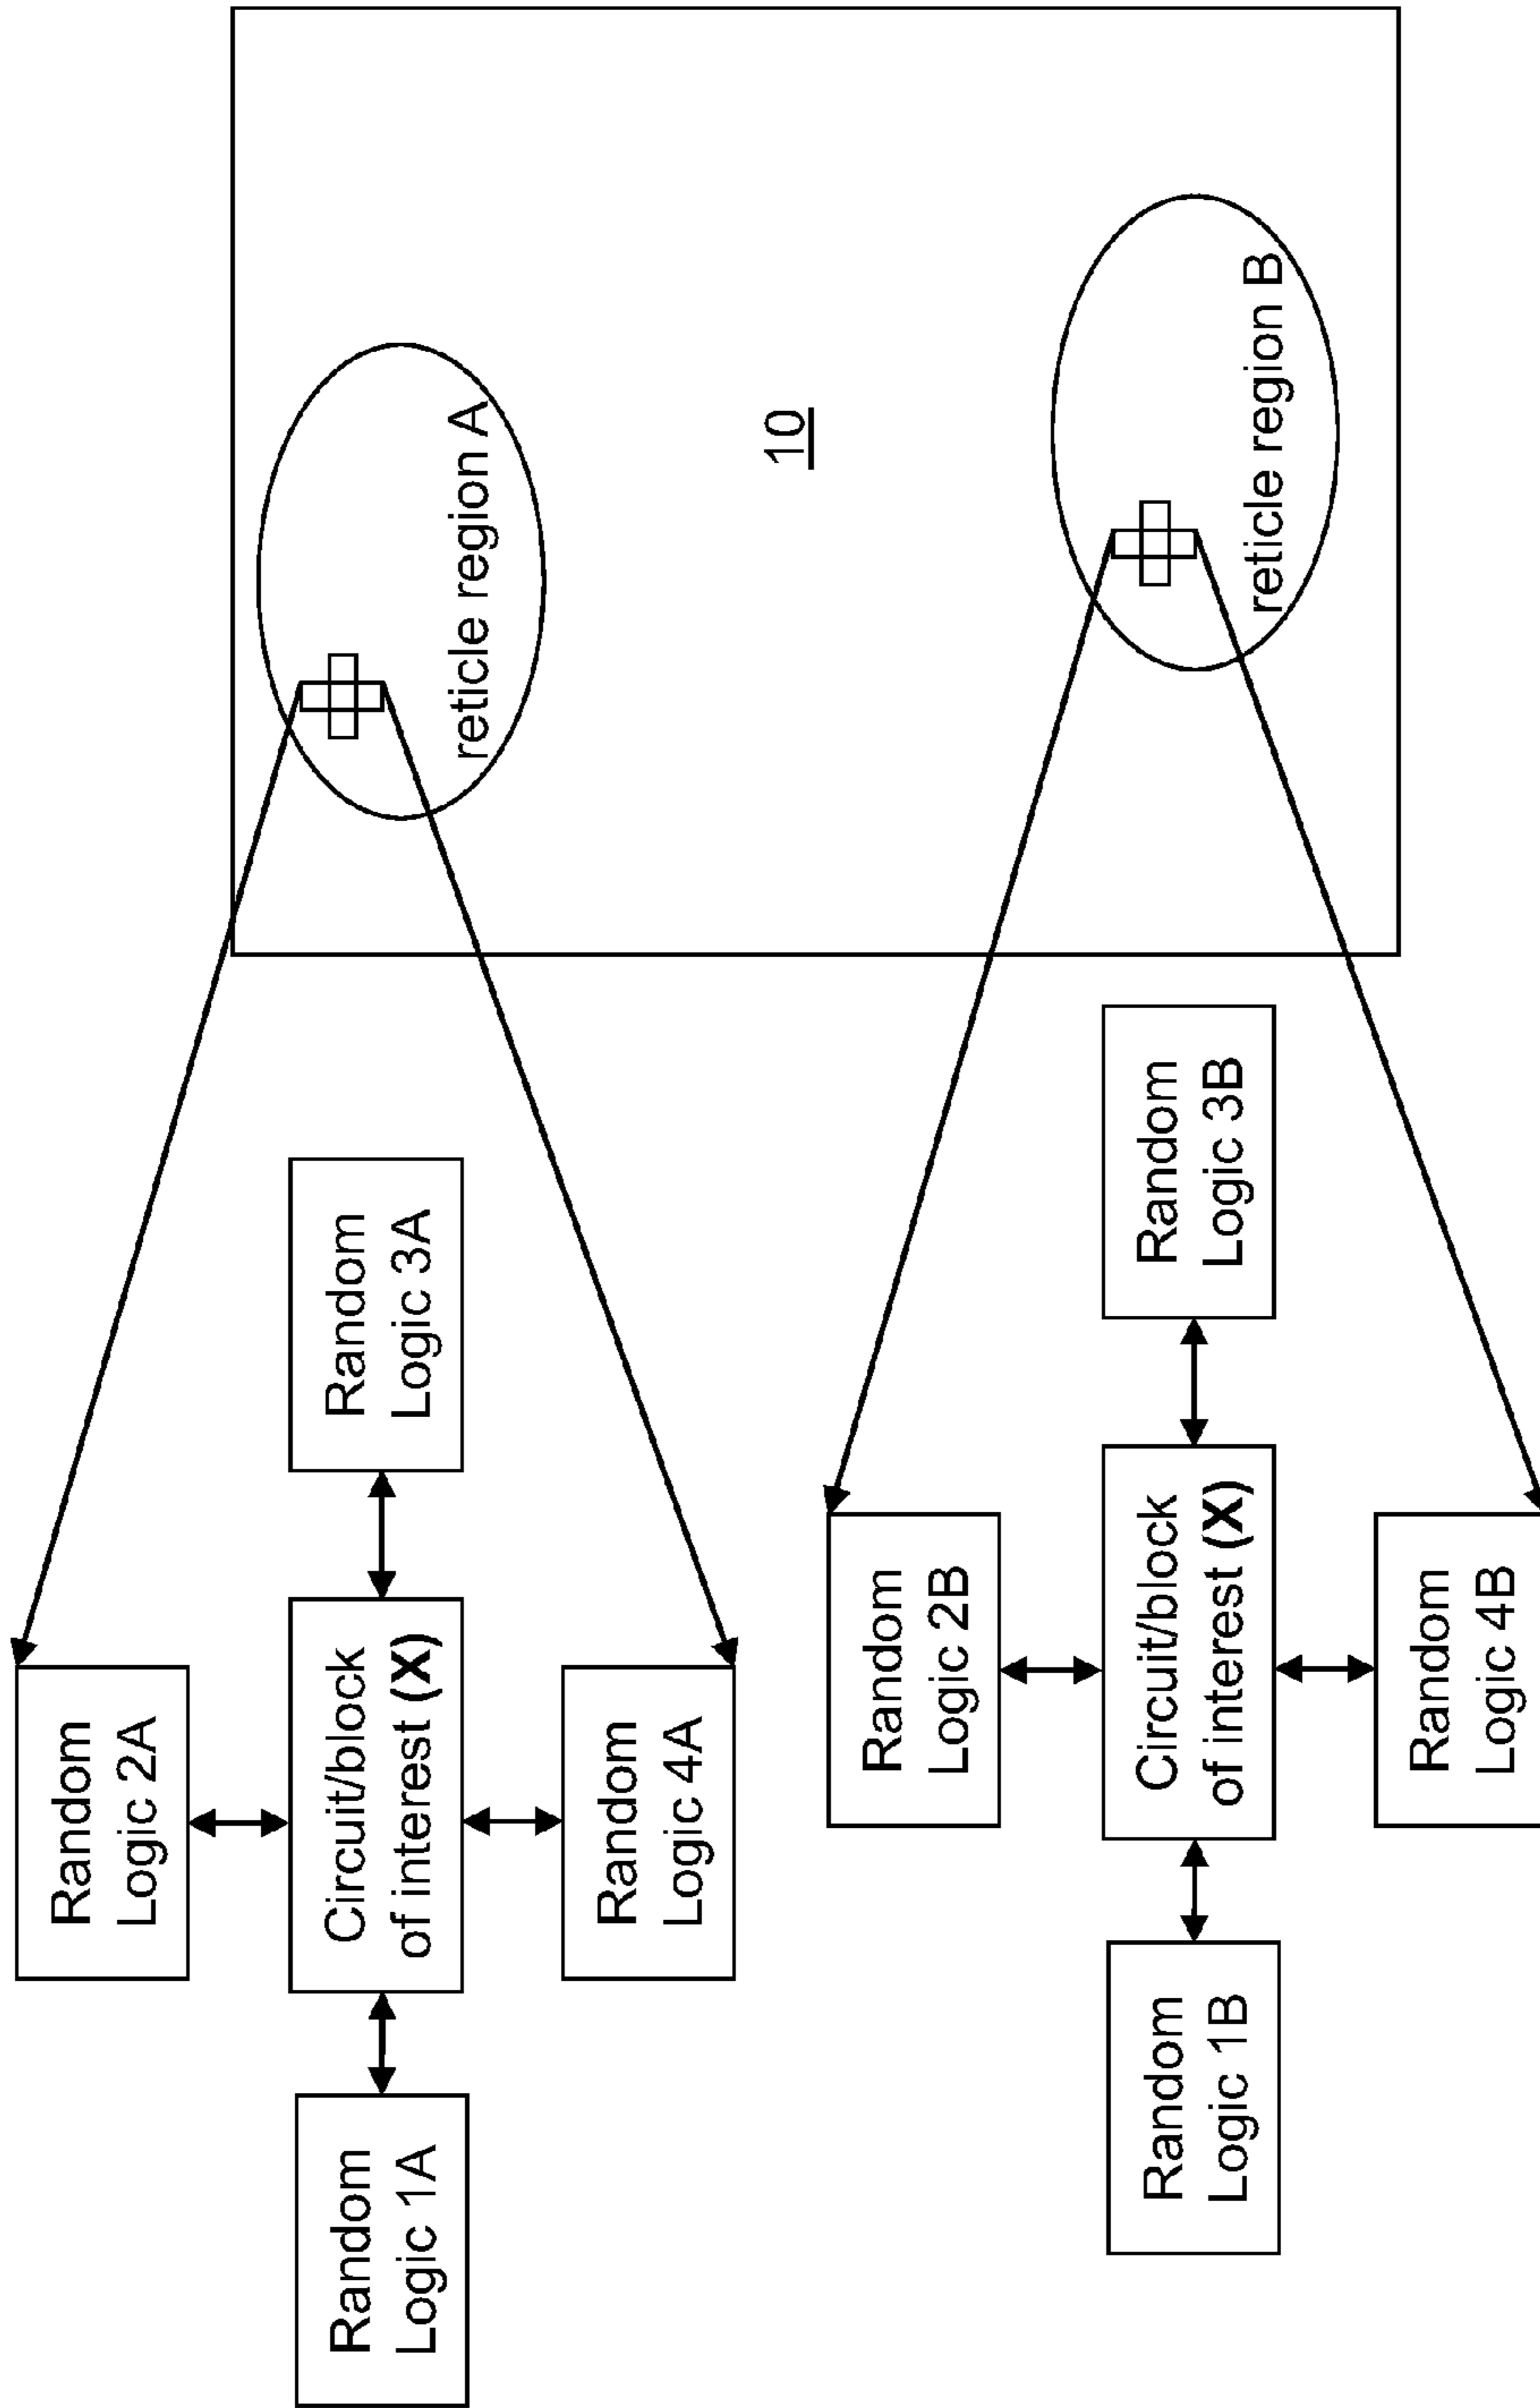 Random
Logic 1A
Random
Logic 2A
Circuit/block
of interest (X)
Random
Logic 4A
Random
Logic 3A
reticle region A
10
Random
Logic 1B
Random
Logic 2B
Circuit/block
of interest (X)
Random
Logic 4B
Random
Logic 3B
reticle region B